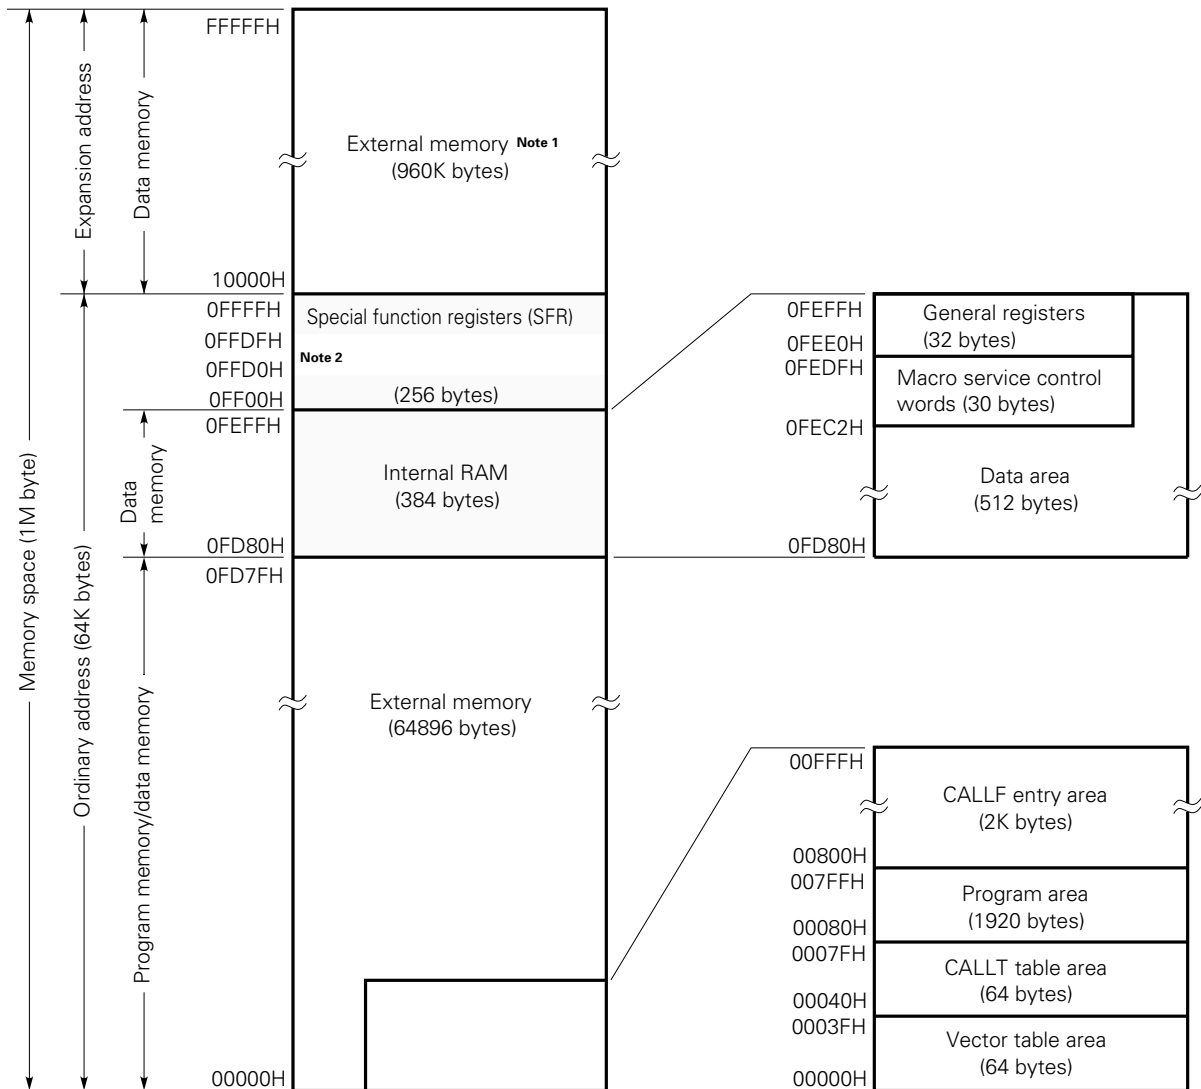 Memory space (1M byte)
Expansion address
Ordinary address (64K bytes)
Data memory
Data
memory
Program memory/data memory
FFFFFH
10000H
0FFFFH
0FFDFH
0FFD0H
0FF00H
0FEFFH
0FD80H
0FD7FH
00000H
External memory Note 1
(960K bytes)
Special function registers (SFR)
Note 2
(256 bytes)
Internal RAM
(384 bytes)
External memory
(64896 bytes)
0FEFFH
0FEE0H
0FEDFH
0FEC2H
0FD80H
General registers
(32 bytes)
Macro service control
words (30 bytes)
Data area
(512 bytes)
00FFFH
00800H
007FFH
00080H
0007FH
00040H
0003FH
00000H
CALLF entry area
(2K bytes)
Program area
(1920 bytes)
CALLT table area
(64 bytes)
Vector table area
(64 bytes)